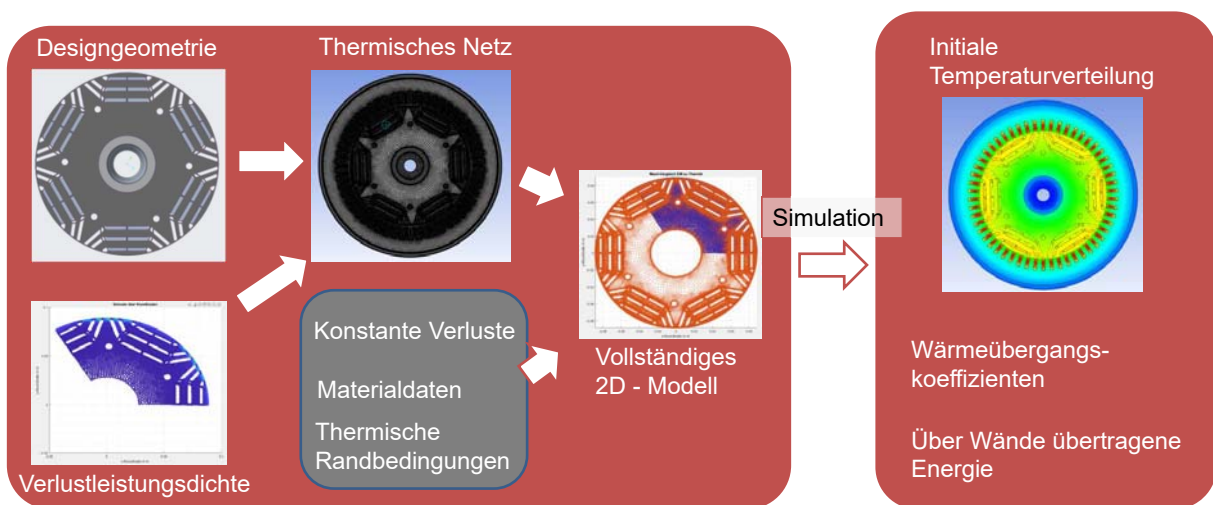 Designgeometrie
Thermisches Netz
Verlustleistungsdichte
Konstante Verluste
Materialdaten
Thermische
Randbedingungen
Vollständiges
2D - Modell
Simulation
Initiale
Temperaturverteilung
Wärmeübergangs-
koeffizienten
Über Wände übertragene
Energie